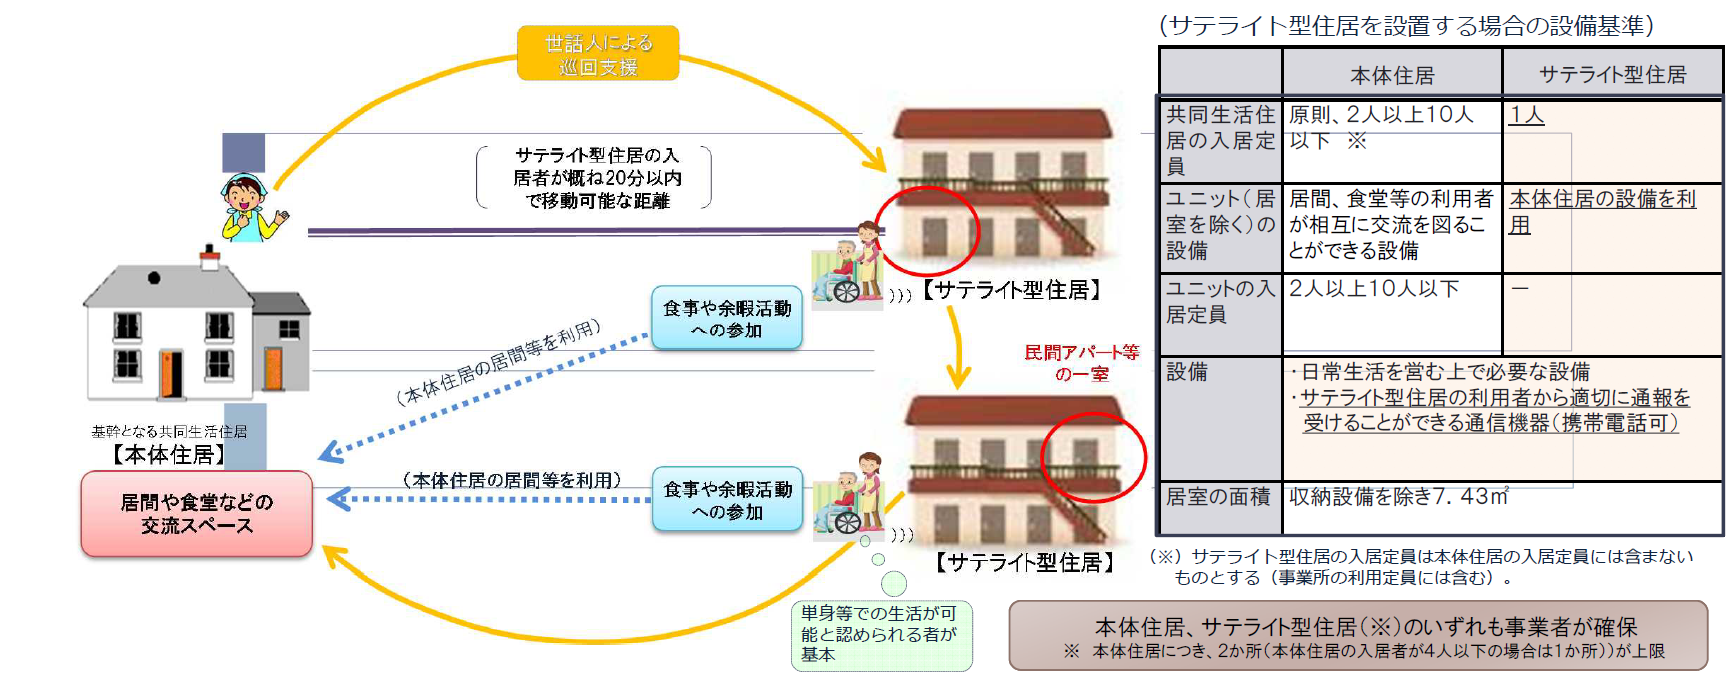 世話人による
巡回支援
サテライト型住居の入
居者が概ね20分以内
で移動可能な距離
【サテライト型住居】
食事や余暇活動
への参加
（本体住居の居間等を利用）
民間アパート等
の一室
基幹となる共同生活住居
【本体住居】
居間や食堂などの
交流スペース
（本体住居の居間等を利用）
食事や余暇活動
への参加
【サテライト型住居】
単身等での生活が可
能と認められる者が
基本
（サテライト型住居を設置する場合の設備基準）
本体住居 サテライト型住居
共同生活住
居の入居定
員
原則、2人以上10人
以下 ※
1人
ユニット（居
室を除く）の
設備
居間、食堂等の利用者
が相互に交流を図るこ
とができる設備
本体住居の設備を利
用
ユニットの入
居定員
2人以上10人以下
－
設備
・日常生活を営む上で必要な設備
・サテライト型住居の利用者から適切に通報を
受けることができる通信機器（携帯電話可）
居室の面積
収納設備を除き7．43㎡
（※）サテライト型住居の入居定員は本体住居の入居定員には含まない
ものとする（事業所の利用定員には含む）。
本体住居、サテライト型住居（※）のいずれも事業者が確保
※ 本体住居につき、2か所（本体住居の入居者が4人以下の場合は1か所））が上限